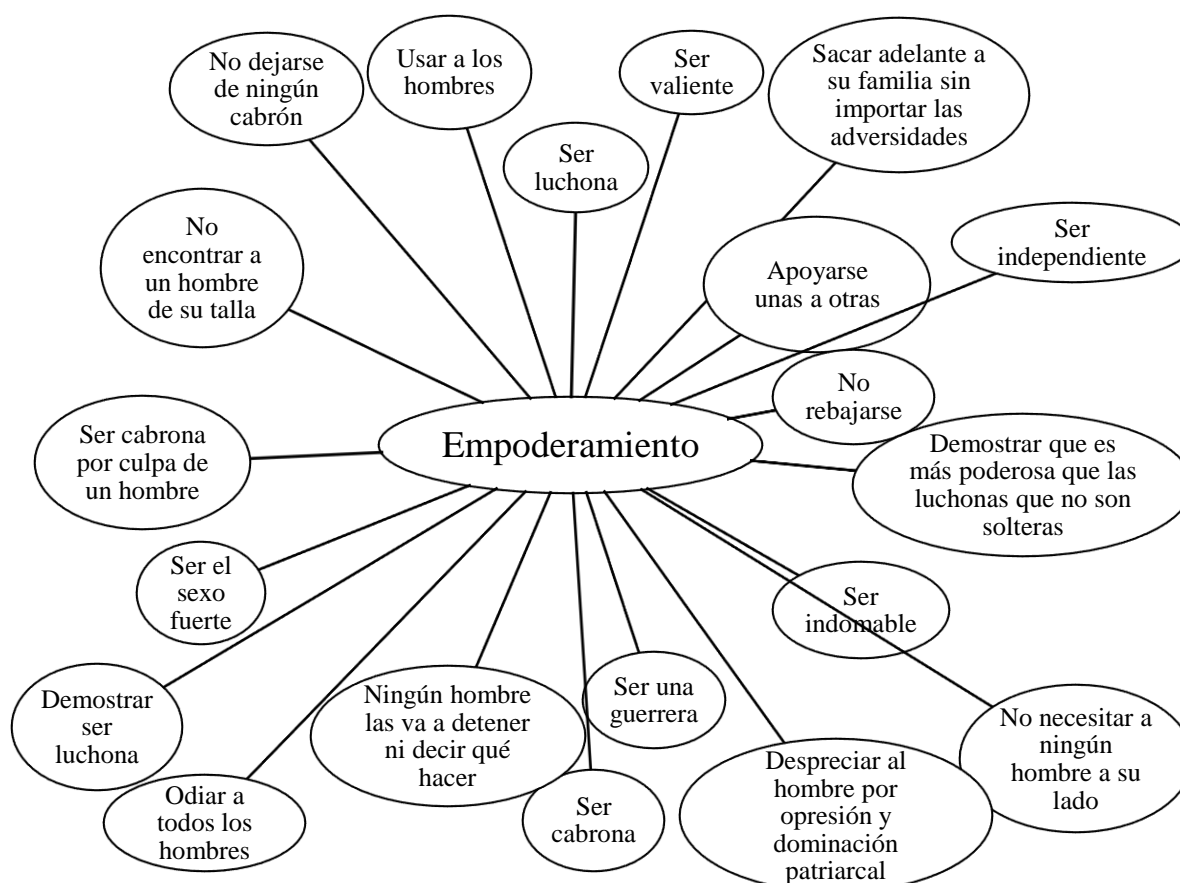 No dejarse
de ningún
cabrón
Usar a los
hombres
Ser
valiente
Sacar adelante a
su familia sin
importar las
adversidades
Ser
luchona
No
encontrar a
un hombre
de su talla
Apoyarse
unas a otras
Ser
independiente
No
rebajarse
Empoderamiento
Ser cabrona
por culpa de
un hombre
Demostrar que es
más poderosa que las
luchonas que no son
solteras
Ser el
sexo
fuerte
Ser
indomable
Demostrar
ser
luchona
Ningún hombre
las va a detener
ni decir qué
hacer
Ser una
guerrera
No necesitar a
ningún
hombre a su
lado
Odiar a
todos los
hombres
Ser
cabrona
Despreciar al
hombre por
opresión y
dominación
patriarcal